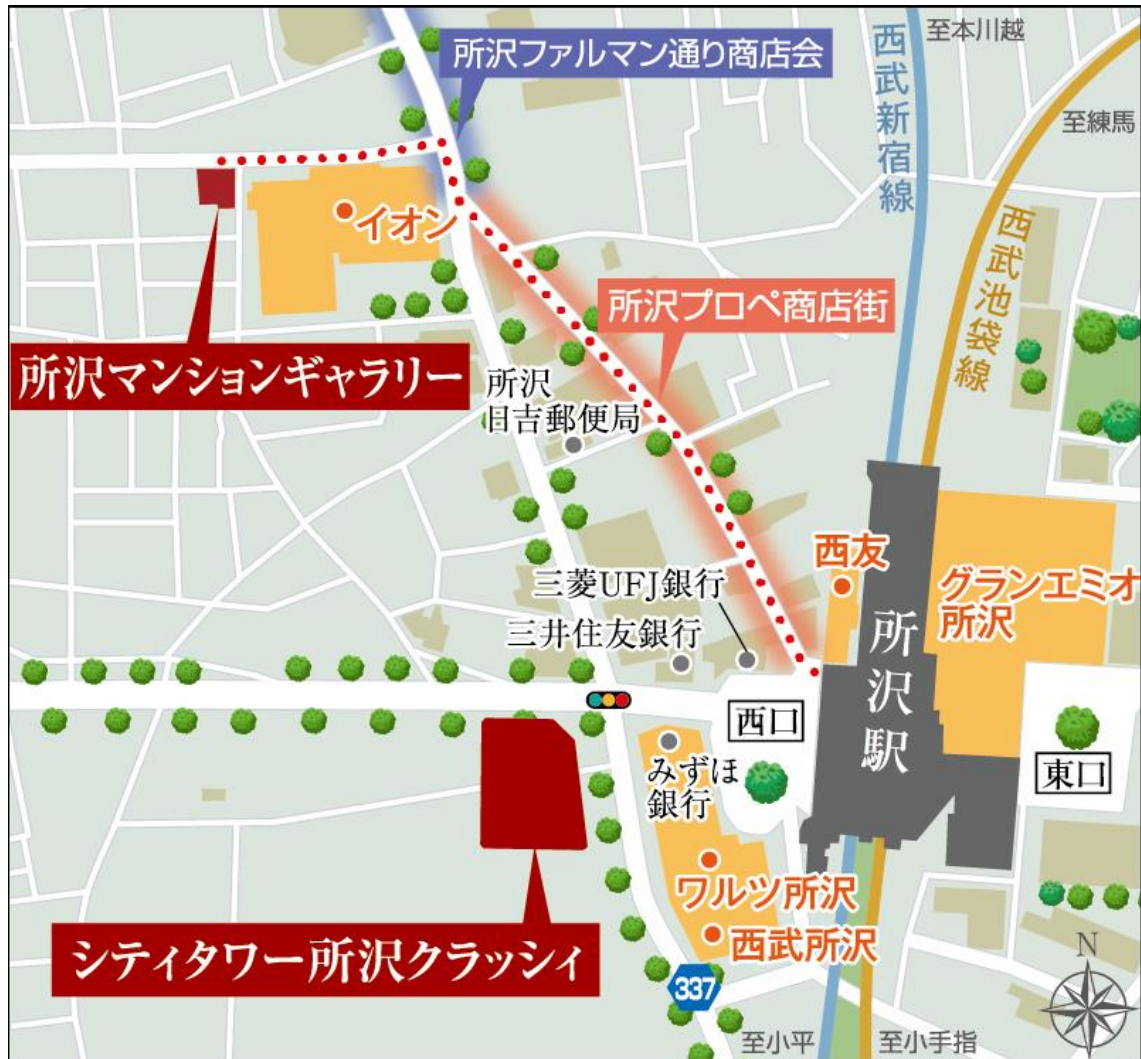 所沢ファルマン通り商店会
至本川越
西武新宿線
至練馬
西武池袋線
イオン
所沢プロペ商店街
所沢マンションギャラリー
所沢
日吉郵便局
西友
グランエミオ
所沢
三菱UFJ銀行
三井住友銀行
所沢駅
西口
東口
みずほ
銀行
ワルツ所沢
西武所沢
シティタワー所沢クラッシィ
337
N
至小平
至小手指